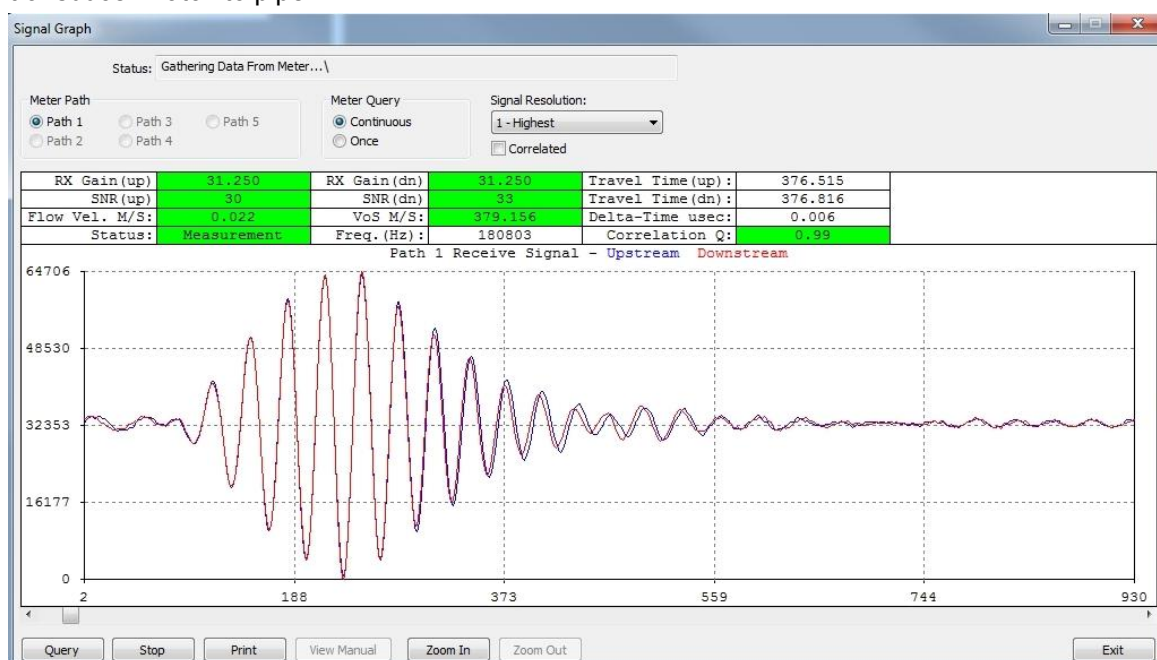 Signal Graph
Status: Gathering Data From Meter...\
Meter Path Meter Query Signal Resolution:
Path 1 Path 3 Path 5 Continuous 1 - Highest
Path 2 Path 4 Once Correlated
RX Gain(up) 31.250 RX Gain(dn) 31.250 Travel Time(up): 376.515
SNR(up) 30 SNR(dn) 33 Travel Time(dn): 376.816
Flow Vel. M/S: 0.022 VoS M/S: 379.156 Delta-Time usec: 0.006
Status: Measurement Freq.(Hz): 180803 Correlation Q: 0.99
Path 1 Receive Signal - Upstream Downstream
64706
48530
32353
16177
0
2 188 373 559 744 930
Query Stop Print View Manual Zoom In Zoom Out Exit